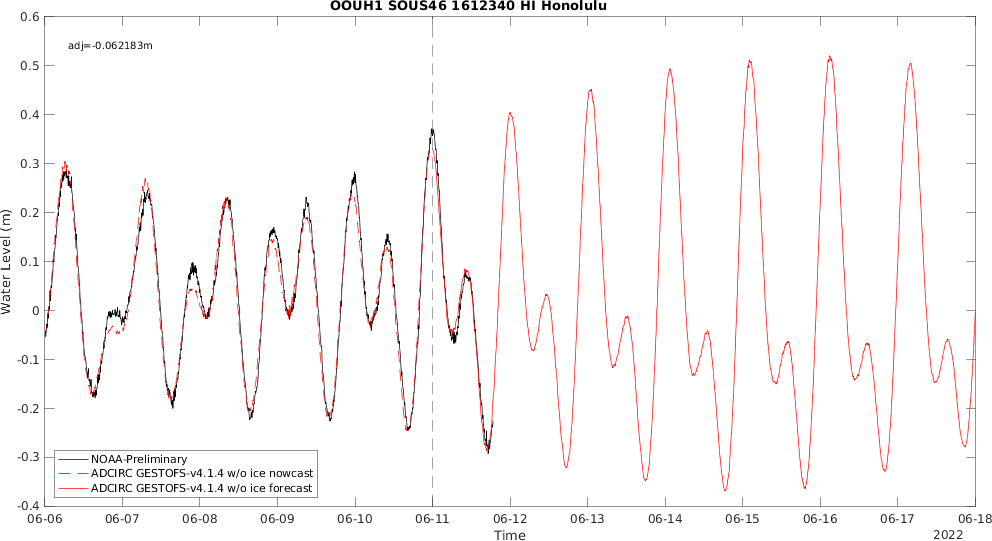 OOUH1 SOUS46 1612340 HI Honolulu
adj=-0.062183m
0.6
0.5
0.4
0.3
0.2
0.1
0
-0.1
-0.2
-0.3
-0.4
Water Level (m)
NOAA-Preliminary
ADCIRC GESTOFS-v4.1.4 w/o ice nowcast
ADCIRC GESTOFS-v4.1.4 w/o ice forecast
06-06 06-07 06-08 06-09 06-10 06-11 06-12 06-13 06-14 06-15 06-16 06-17 06-18
Time
2022